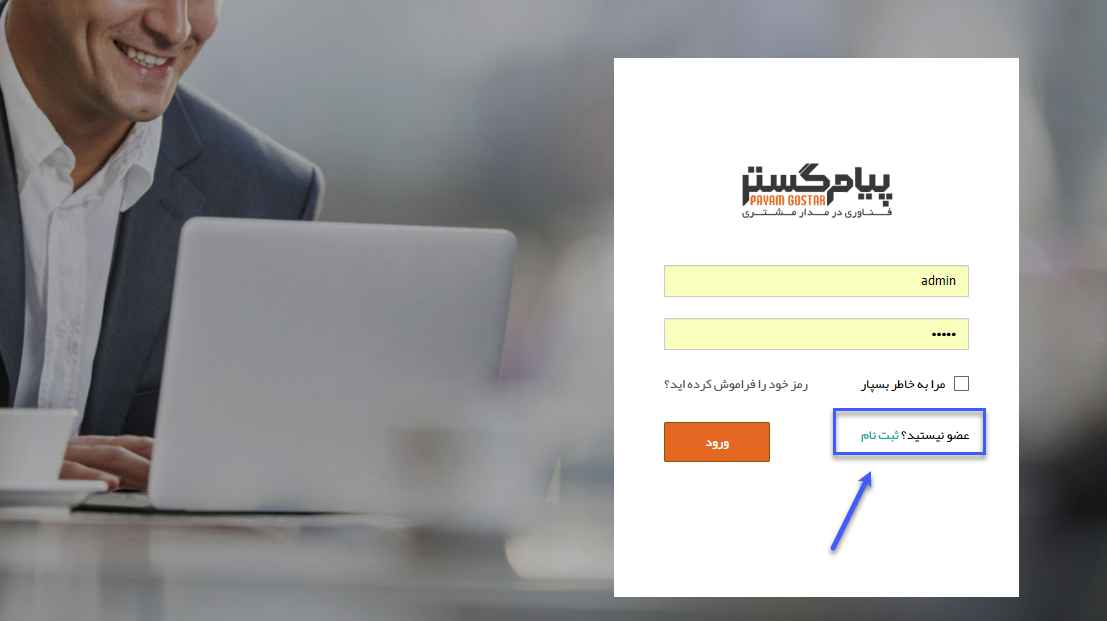 پیام گستر
PAYAM GOSTAR
فناوری در مدار مشتری
admin
•••••
مرا به خاطر بسپار
رمز خود را فراموش کرده اید؟
عضو نیستید؟ ثبت نام
ورود